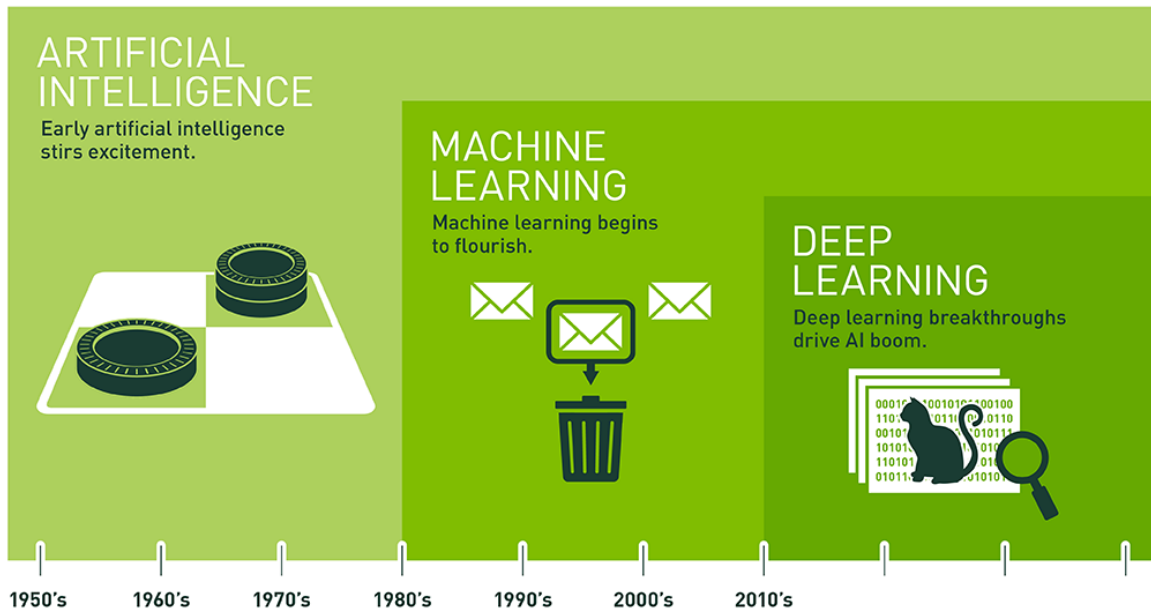 ARTIFICIAL
INTELLIGENCE
Early artificial intelligence
stirs excitement.
MACHINE
LEARNING
Machine learning begins
to flourish.
DEEP
LEARNING
Deep learning breakthroughs
drive AI boom.
1950's 1960's 1970's 1980's 1990's 2000's 2010's